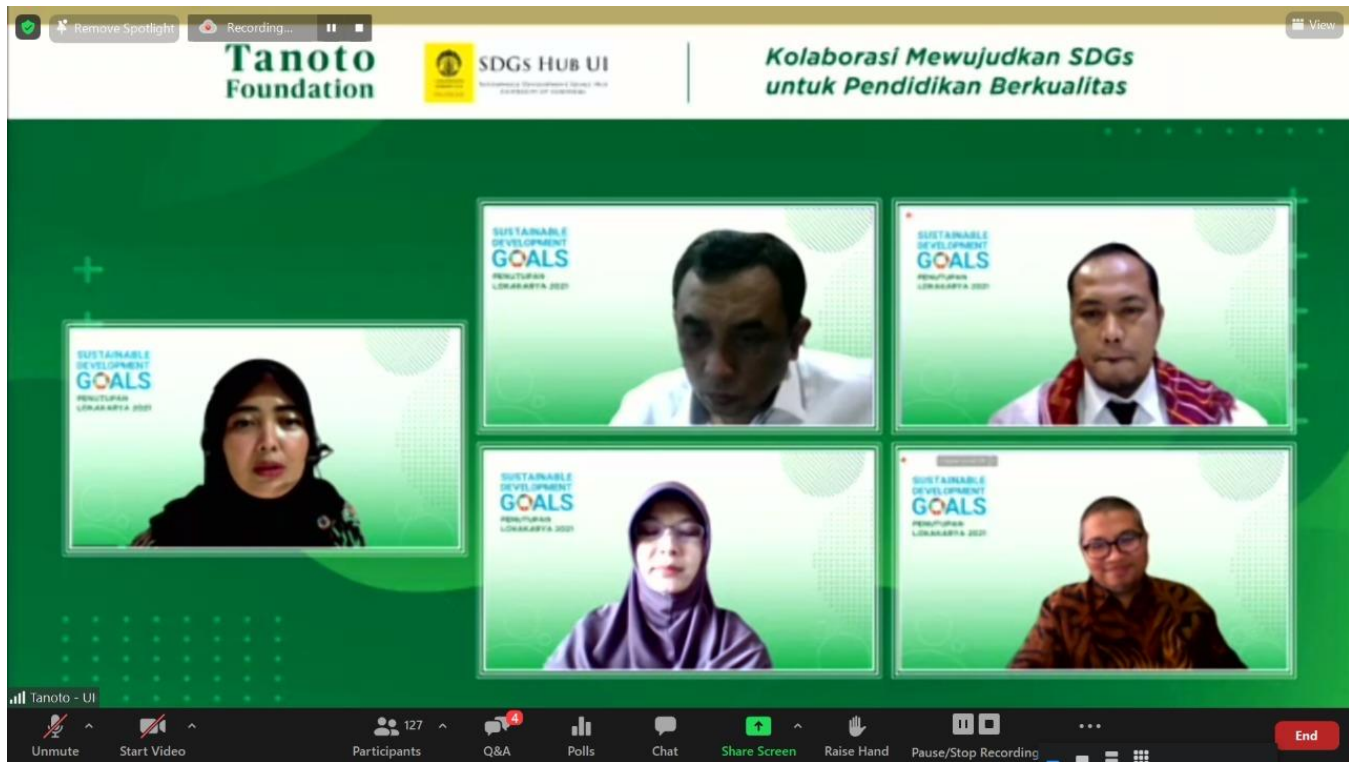 Remove Spotlight
Recording...
View
Tanoto
Foundation
SDGs HUB UI
Kolaborasi Mewujudkan SDGs
untuk Pendidikan Berkualitas
SUSTAINABLE
DEVELOPMENT
GOALS
PENUTUPAN
LOKAKARYA 2021
SUSTAINABLE
DEVELOPMENT
GOALS
PENUTUPAN
LOKAKARYA 2021
SUSTAINABLE
DEVELOPMENT
GOALS
PENUTUPAN
LOKAKARYA 2021
SUSTAINABLE
DEVELOPMENT
GOALS
PENUTUPAN
LOKAKARYA 2021
SUSTAINABLE
DEVELOPMENT
GOALS
PENUTUPAN
LOKAKARYA 2021
Tanoto - UI
127
4
Unmute
Start Video
Participants
Q&A
Polls
Chat
Share Screen
Raise Hand
Pause/Stop Recording
End